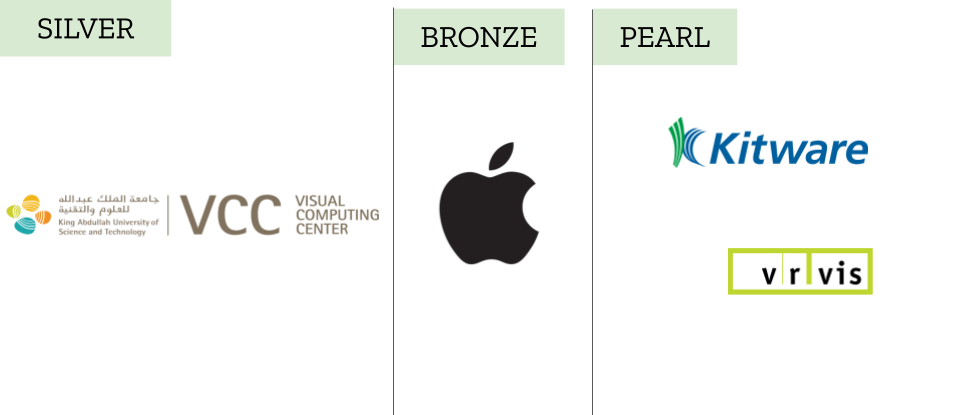 SILVER
BRONZE
PEARL
جامعة الملك عبدالله
للعلوم والتقنية
King Abdullah University of
Science and Technology
VCC
VISUAL
COMPUTING
CENTER
Kitware
vrvis